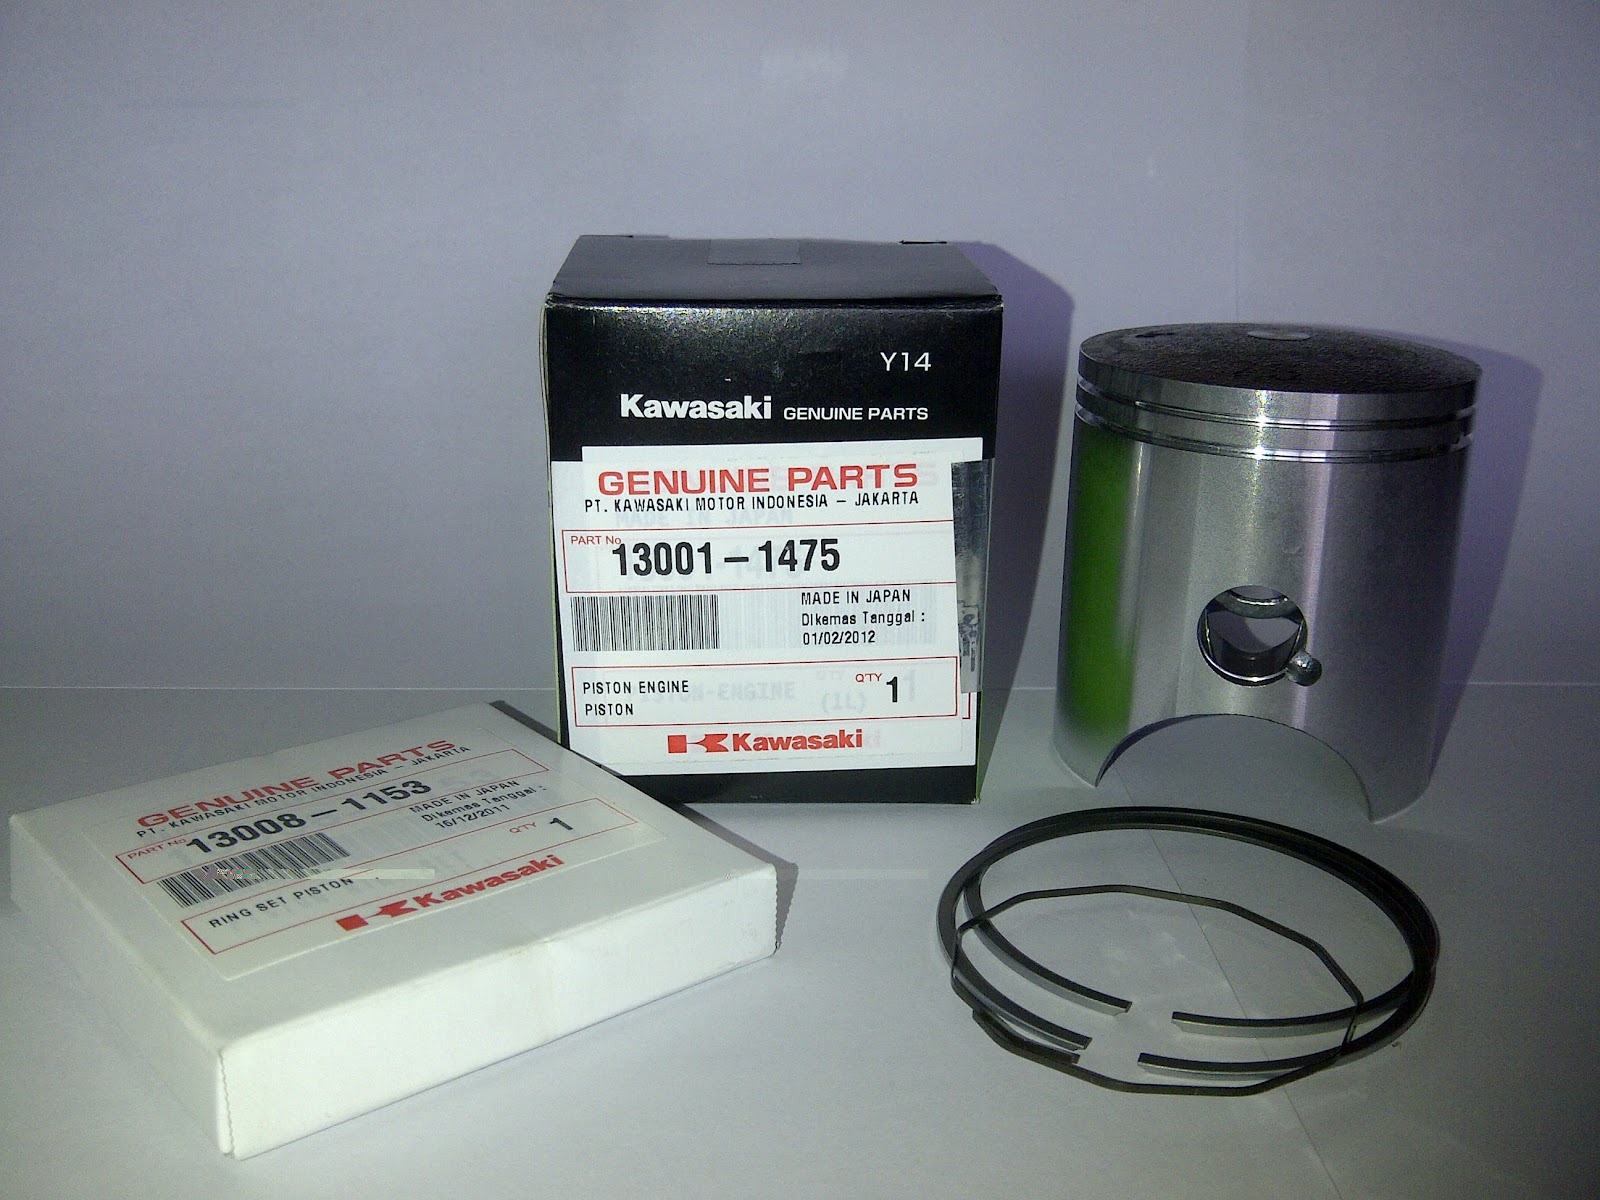 Y14
Kawasaki GENUINE PARTS
GENUINE PARTS
PT. KAWASAKI MOTOR INDONESIA – JAKARTA
PART No.
13001–1475
MADE IN JAPAN
Dikemas Tanggal :
01/02/2012
PISTON ENGINE
PISTON
Q'TY 1
Kawasaki
GENUINE PARTS
PT. KAWASAKI MOTOR INDONESIA – JAKARTA
PART No.
13008–1153
MADE IN JAPAN
Dikemas Tanggal :
16/12/2011
Q'TY 1
RING SET PISTON
Kawasaki